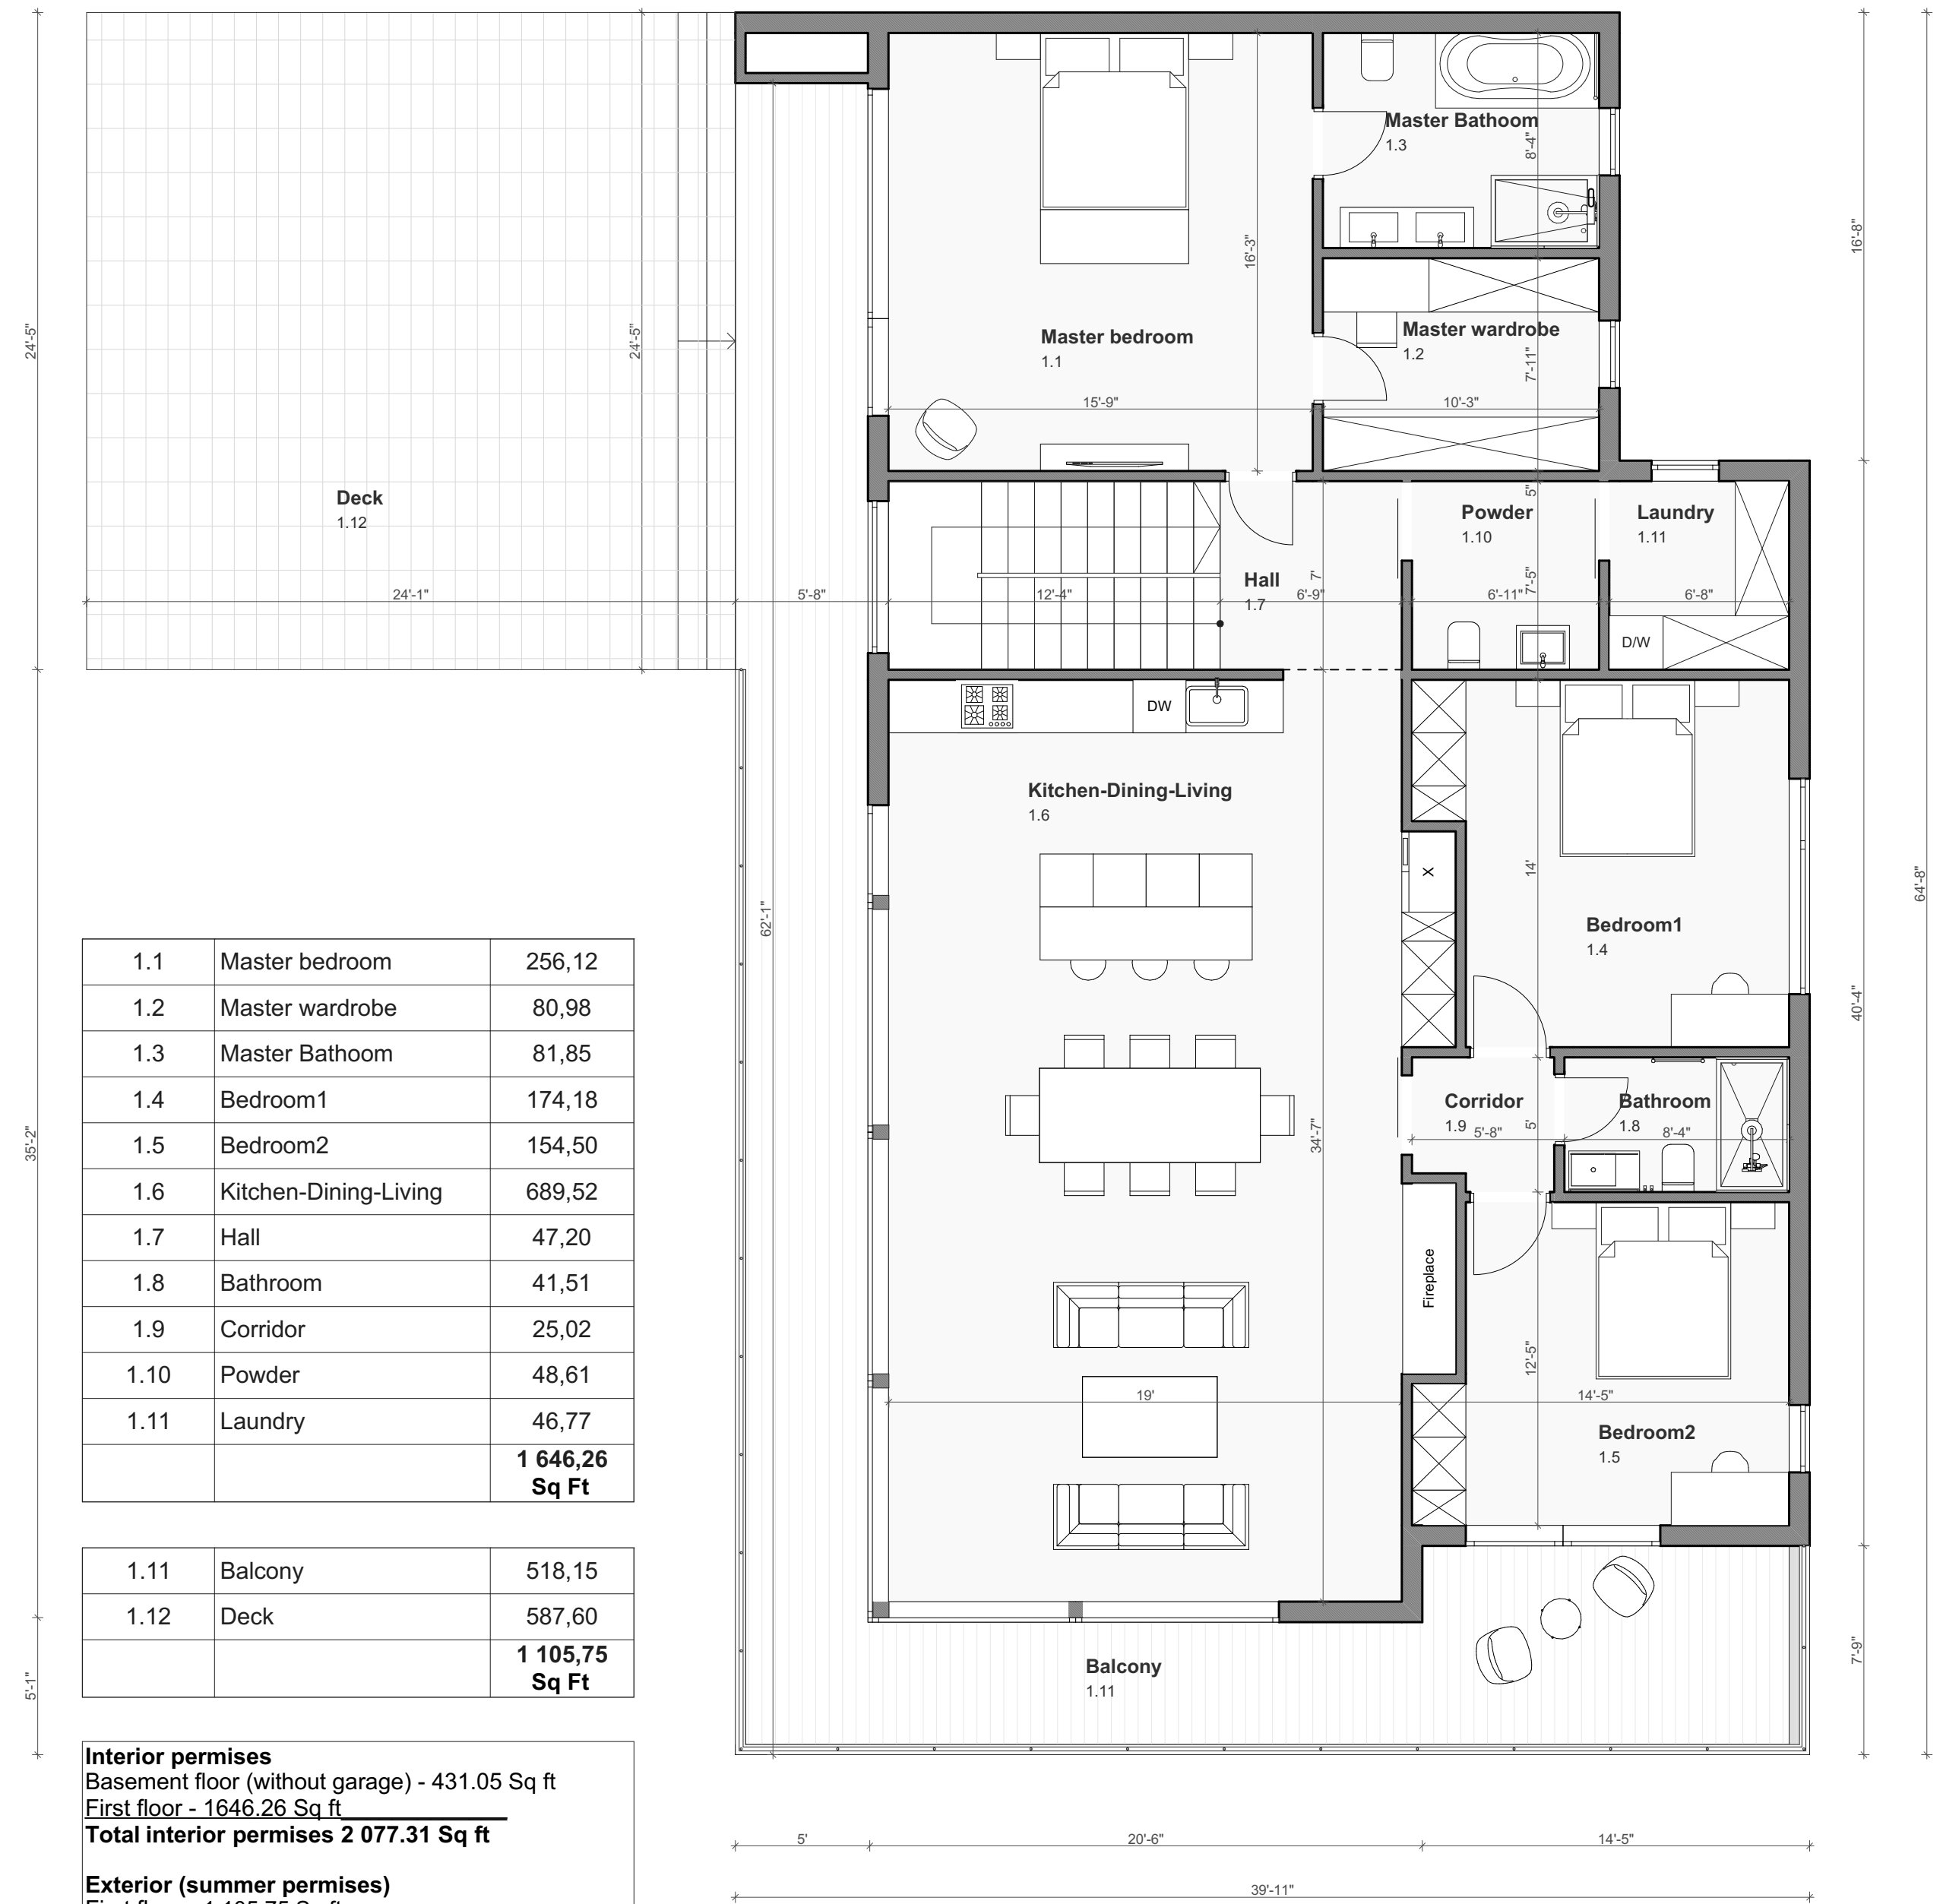 Master Bathoom
1.3
8'-4"
16'-3"
16'-8"
24'-5"
24'-5"
Master bedroom
1.1
Master wardrobe
1.2
7'-11"
15'-9"
10'-3"
Deck
1.12
5"
Powder
1.10
Laundry
1.11
Hall
1.7
7'
7'-5"
24'-1"
5'-8"
12'-4"
6'-9"
6'-11"
6'-8"
D/W
DW
Kitchen-Dining-Living
1.6
X
14'
64'-8"
62'-1"
Bedroom1
1.4
40'-4"
1.1 Master bedroom 256,12
1.2 Master wardrobe 80,98
1.3 Master Bathoom 81,85
1.4 Bedroom1 174,18
1.5 Bedroom2 154,50
1.6 Kitchen-Dining-Living 689,52
1.7 Hall 47,20
1.8 Bathroom 41,51
1.9 Corridor 25,02
1.10 Powder 48,61
1.11 Laundry 46,77
1 646,26
Sq Ft
35'-2"
Corridor
1.9
5'-8"
5'
Bathroom
1.8
8'-4"
34'-7"
Fireplace
12'-5"
19'
14'-5"
Bedroom2
1.5
1.11 Balcony 518,15
1.12 Deck 587,60
1 105,75
Sq Ft
5'-1"
7'-9"
Balcony
1.11
Interior permises
Basement floor (without garage) - 431.05 Sq ft
First floor - 1646.26 Sq ft
Total interior permises 2 077.31 Sq ft
5'
20'-6"
14'-5"
Exterior (summer permises)
39'-11"